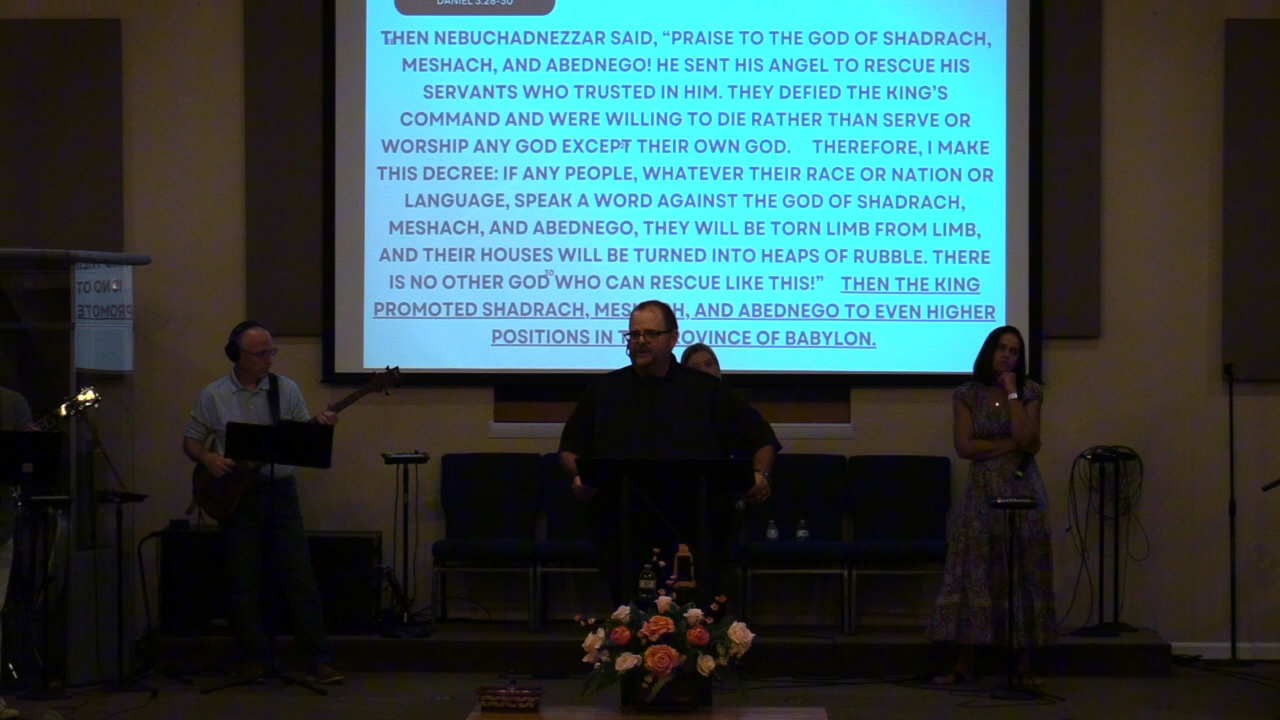 DANIEL 3:28-30
THEN NEBUCHADNEZZAR SAID, “PRAISE TO THE GOD OF SHADRACH,
MESHACH, AND ABEDNEGO! HE SENT HIS ANGEL TO RESCUE HIS
SERVANTS WHO TRUSTED IN HIM. THEY DEFIED THE KING’S
COMMAND AND WERE WILLING TO DIE RATHER THAN SERVE OR
WORSHIP ANY GOD EXCEPT THEIR OWN GOD. THEREFORE, I MAKE
THIS DECREE: IF ANY PEOPLE, WHATEVER THEIR RACE OR NATION OR
LANGUAGE, SPEAK A WORD AGAINST THE GOD OF SHADRACH,
MESHACH, AND ABEDNEGO, THEY WILL BE TORN LIMB FROM LIMB,
AND THEIR HOUSES WILL BE TURNED INTO HEAPS OF RUBBLE. THERE
IS NO OTHER GOD 30 WHO CAN RESCUE LIKE THIS!” THEN THE KING
PROMOTED SHADRACH, AND ABEDNEGO TO EVEN HIGHER
POSITIONS IN OF BABYLON.